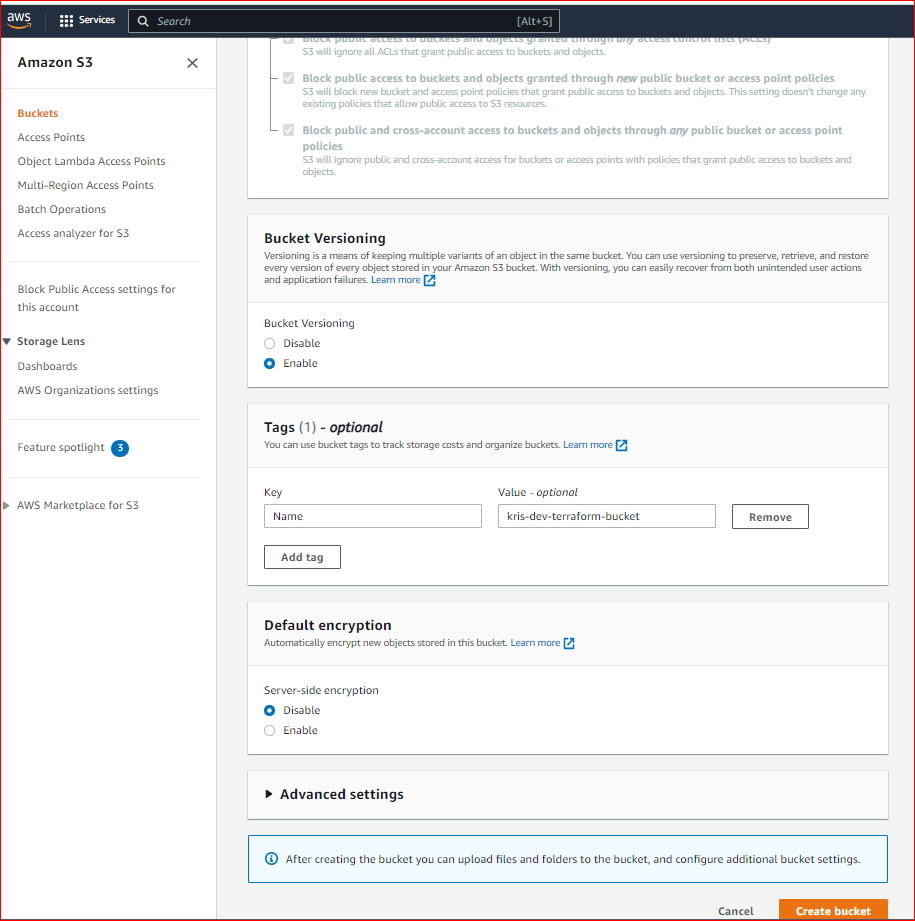 aws
Services
Search
[Alt+S]
Amazon S3
Buckets
Access Points
Object Lambda Access Points
Multi-Region Access Points
Batch Operations
Access analyzer for S3
Block Public Access settings for
this account
Storage Lens
Dashboards
AWS Organizations settings
Feature spotlight 3
AWS Marketplace for S3
Block public access to buckets and objects granted through any access control lists (ACLs)
S3 will ignore all ACLs that grant public access to buckets and objects.
Block public access to buckets and objects granted through new public bucket or access point policies
S3 will block new bucket and access point policies that grant public access to buckets and objects. This setting doesn't change any
existing policies that allow public access to S3 resources.
Block public and cross-account access to buckets and objects through any public bucket or access point
policies
S3 will ignore public and cross-account access for buckets or access points with policies that grant public access to buckets and
objects.
Bucket Versioning
Versioning is a means of keeping multiple variants of an object in the same bucket. You can use versioning to preserve, retrieve, and restore
every version of every object stored in your Amazon S3 bucket. With versioning, you can easily recover from both unintended user actions
and application failures. Learn more
Bucket Versioning
Disable
Enable
Tags (1) - optional
You can use bucket tags to track storage costs and organize buckets. Learn more
Key
Value - optional
Name
kris-dev-terraform-bucket
Remove
Add tag
Default encryption
Automatically encrypt new objects stored in this bucket. Learn more
Server-side encryption
Disable
Enable
Advanced settings
After creating the bucket you can upload files and folders to the bucket, and configure additional bucket settings.
Cancel
Create bucket